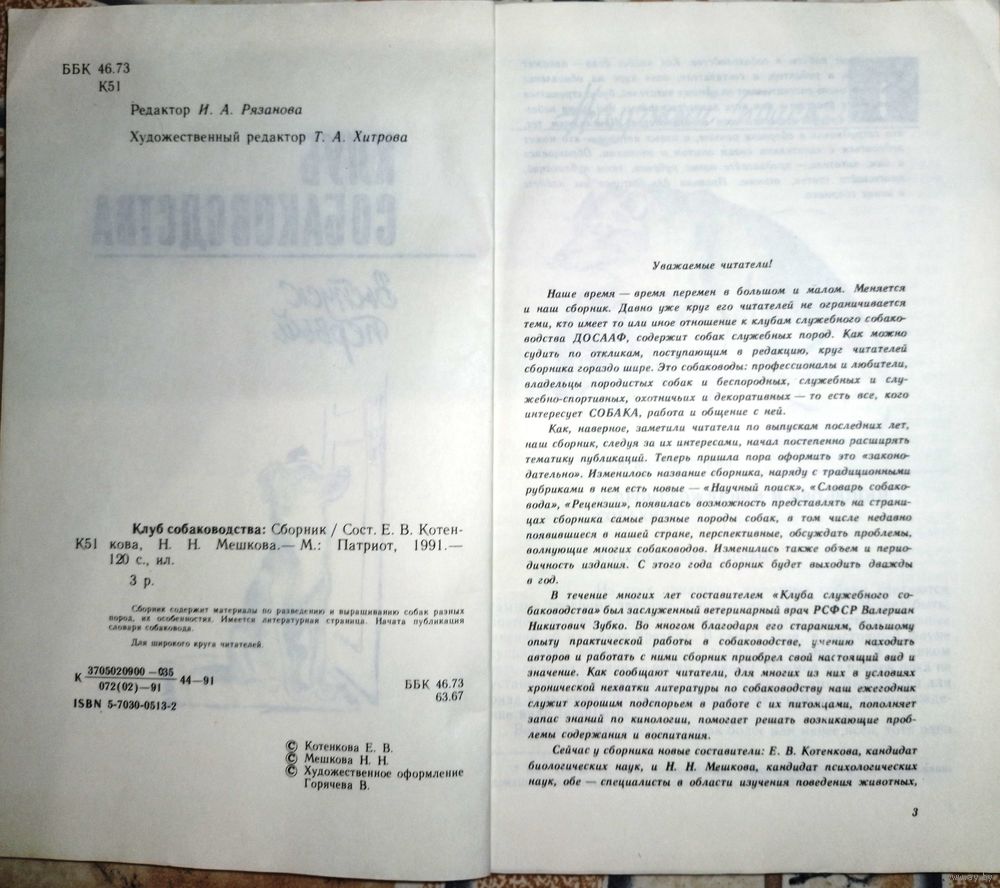 ББК 46.73
К51
Редактор И. А. Рязанова
Художественный редактор Т. А. Хитрова
Клуб собаководства: Сборник / Сост. Е. В. Котен-
К51 кова, Н. Н. Мешкова.— М.: Патриот, 1991.—
120 с., ил.
3 р.
Сборник содержит материалы по разведению и выращиванию собак разных
пород, их особенностях. Имеется литературная страница. Начата публикация
словаря собаковода.
Для широкого круга читателей.
К 3705020900 — 035
072(02)—91
44—91
ББК 46.73
63.67
ISBN 5-7030-0513-2
© Котенкова Е. В.
© Мешкова Н. Н.
© Художественное оформление
Горячева В.
Уважаемые читатели!
Наше время — время перемен в большом и малом. Меняется
и наш сборник. Давно уже круг его читателей не ограничивается
теми, кто имеет то или иное отношение к клубам служебного собако-
водства ДОСААФ, содержит собак служебных пород. Как можно
судить по откликам, поступающим в редакцию, круг читателей
сборника гораздо шире. Это собаководы: профессионалы и любители,
владельцы породистых собак и беспородных, служебных и слу-
жебно-спортивных, охотничьих и декоративных — то есть все, кого
интересует СОБАКА, работа и общение с ней.
Как, наверное, заметили читатели по выпускам последних лет,
наш сборник, следуя за их интересами, начал постепенно расширять
тематику публикаций. Теперь пришла пора оформить это «законо-
дательно». Изменилось название сборника, наряду с традиционными
рубриками в нем есть новые — «Научный поиск», «Словарь собако-
вода», «Рецензии», появилась возможность представлять на страни-
цах сборника самые разные породы собак, в том числе недавно
появившиеся в нашей стране, перспективные, обсуждать проблемы,
волнующие многих собаководов. Изменились также объем и перио-
дичность издания. С этого года сборник будет выходить дважды
в год.
В течение многих лет составителем «Клуба служебного со-
баководства» был заслуженный ветеринарный врач РСФСР Валериан
Никитович Зубко. Во многом благодаря его стараниям, большому
опыту практической работы в собаководстве, умению находить
авторов и работать с ними сборник приобрел свой настоящий вид и
значение. Как сообщают читатели, для многих из них в условиях
хронической нехватки литературы по собаководству наш ежегодник
служит хорошим подспорьем в работе с их питомцами, пополняет
запас знаний по кинологии, помогает решать возникающие проб-
лемы содержания и воспитания.
Сейчас у сборника новые составители: Е. В. Котенкова, кандидат
биологических наук, и Н. Н. Мешкова, кандидат психологических
наук, обе — специалисты в области изучения поведения животных,
3